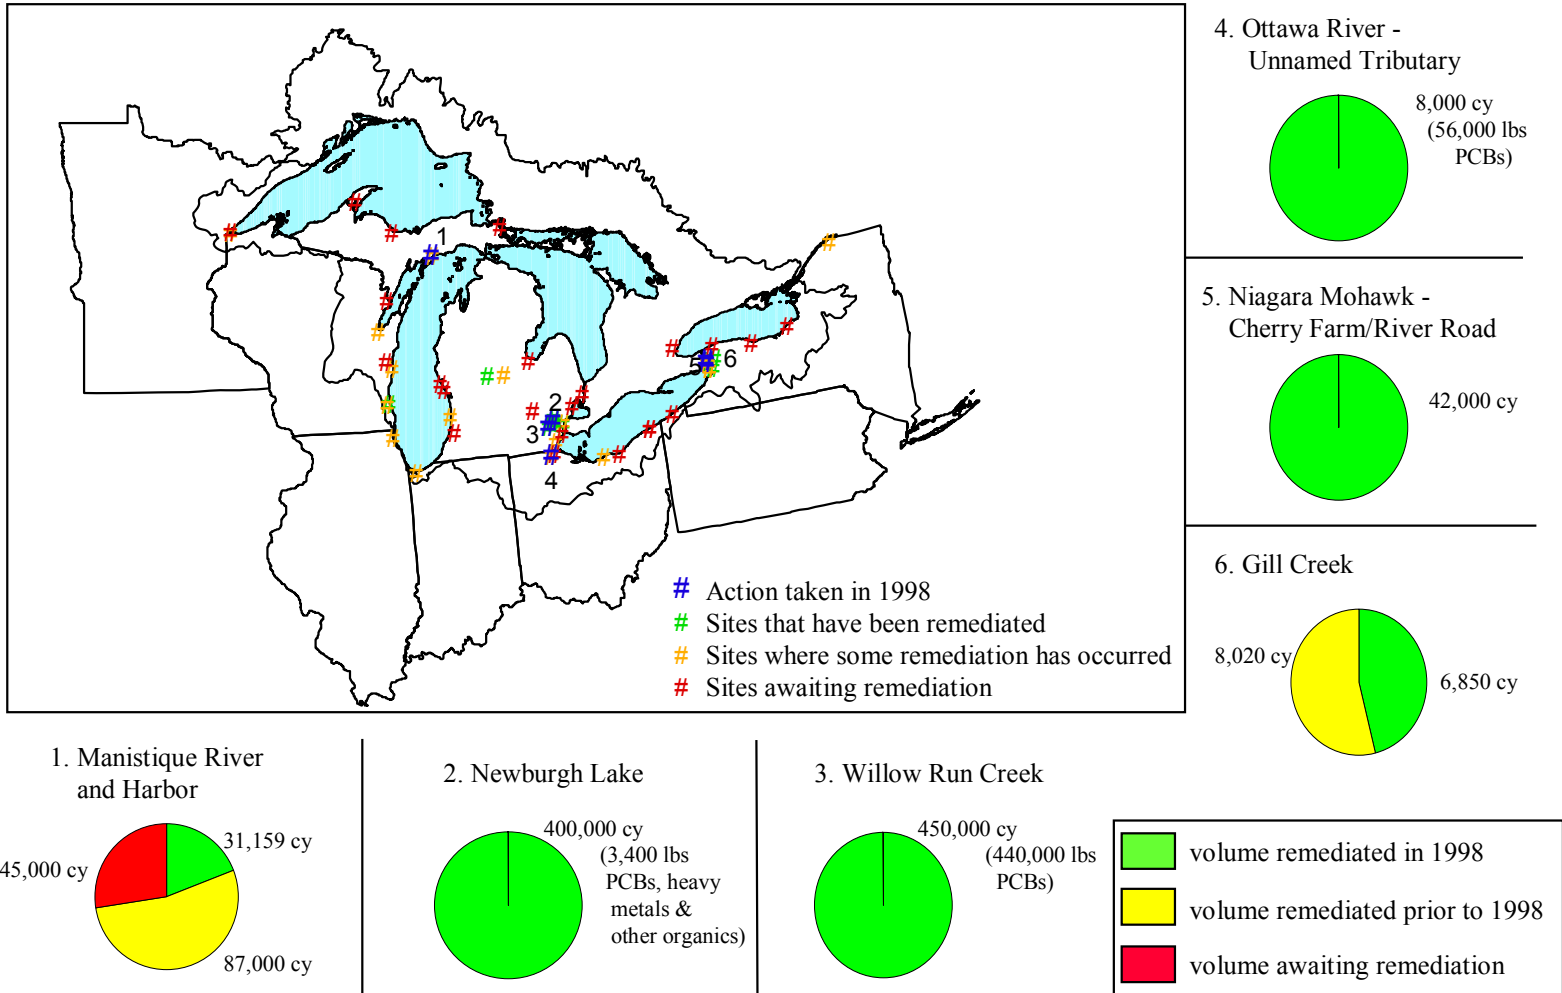 4. Ottawa River -
Unnamed Tributary
8,000 cy
(56,000 lbs
PCBs)
5. Niagara Mohawk -
Cherry Farm/River Road
42,000 cy
6. Gill Creek
8,020 cy
6,850 cy
1
2
3
4
5
6
# Action taken in 1998
# Sites that have been remediated
# Sites where some remediation has occurred
# Sites awaiting remediation
1. Manistique River
and Harbor
31,159 cy
45,000 cy
87,000 cy
2. Newburgh Lake
400,000 cy
(3,400 lbs
PCBs, heavy
metals &
other organics)
3. Willow Run Creek
450,000 cy
(440,000 lbs
PCBs)
volume remediated in 1998
volume remediated prior to 1998
volume awaiting remediation